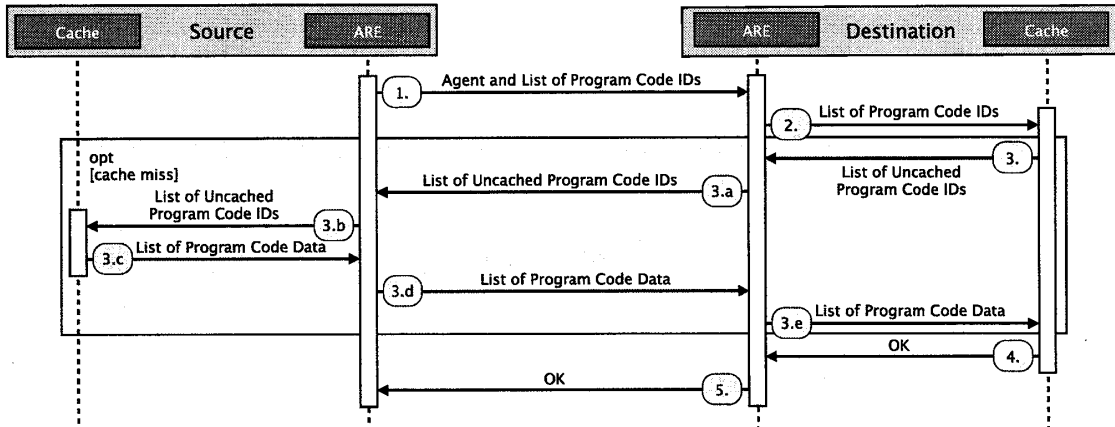 Cache Source ARE
ARE Destination Cache
1. Agent and List of Program Code IDs
2. List of Program Code IDs
opt
[cache miss]
3.
List of Uncached
Program Code IDs
List of Uncached Program Code IDs
3.a
List of Uncached
Program Code IDs
3.b
3.c List of Program Code Data
3.d List of Program Code Data
3.e List of Program Code Data
OK 4.
OK 5.